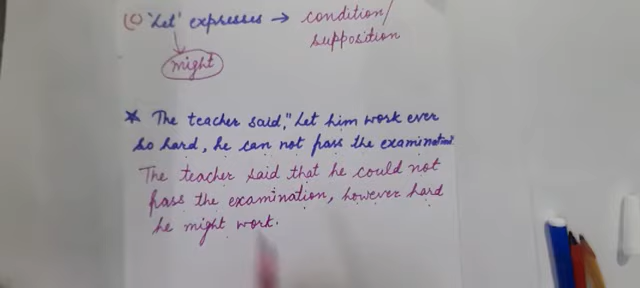 (c) 'Let' expresses → condition/
supposition
might
* The teacher said, "Let him work ever
so hard, he can not pass the examination"
The teacher said that he could not
pass the examination, however hard
he might work.